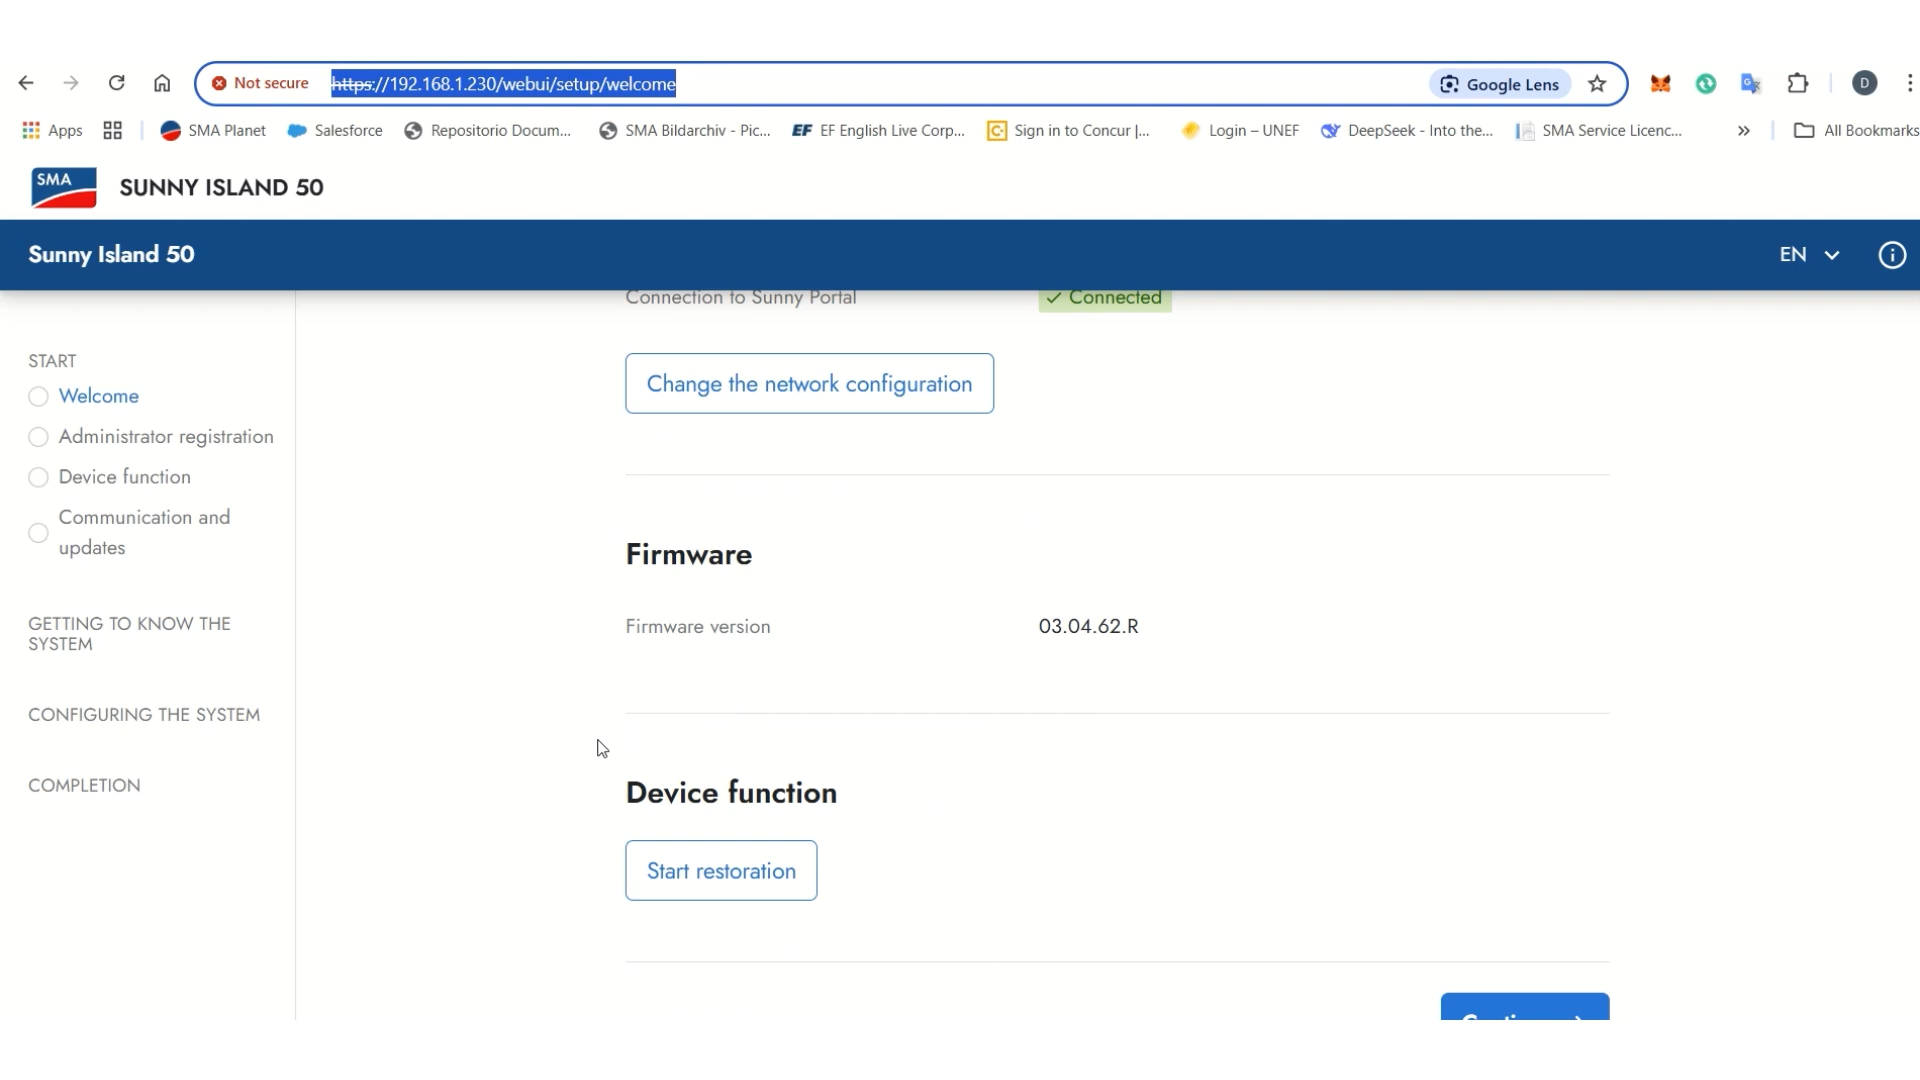 Not secure https://192.168.1.230/webui/setup/welcome Google Lens D
Apps SMA Planet Salesforce Repositorio Docum... SMA Bildarchiv - Pic... EF EF English Live Corp... Sign in to Concur |... Login – UNEF DeepSeek - Into the... SMA Service Licenc... » All Bookmarks
SMA SUNNY ISLAND 50
Sunny Island 50 EN
Connection to Sunny Portal Connected
START
Welcome
Administrator registration
Device function
Communication and
updates
GETTING TO KNOW THE
SYSTEM
CONFIGURING THE SYSTEM
COMPLETION
Change the network configuration
Firmware
Firmware version 03.04.62.R
Device function
Start restoration